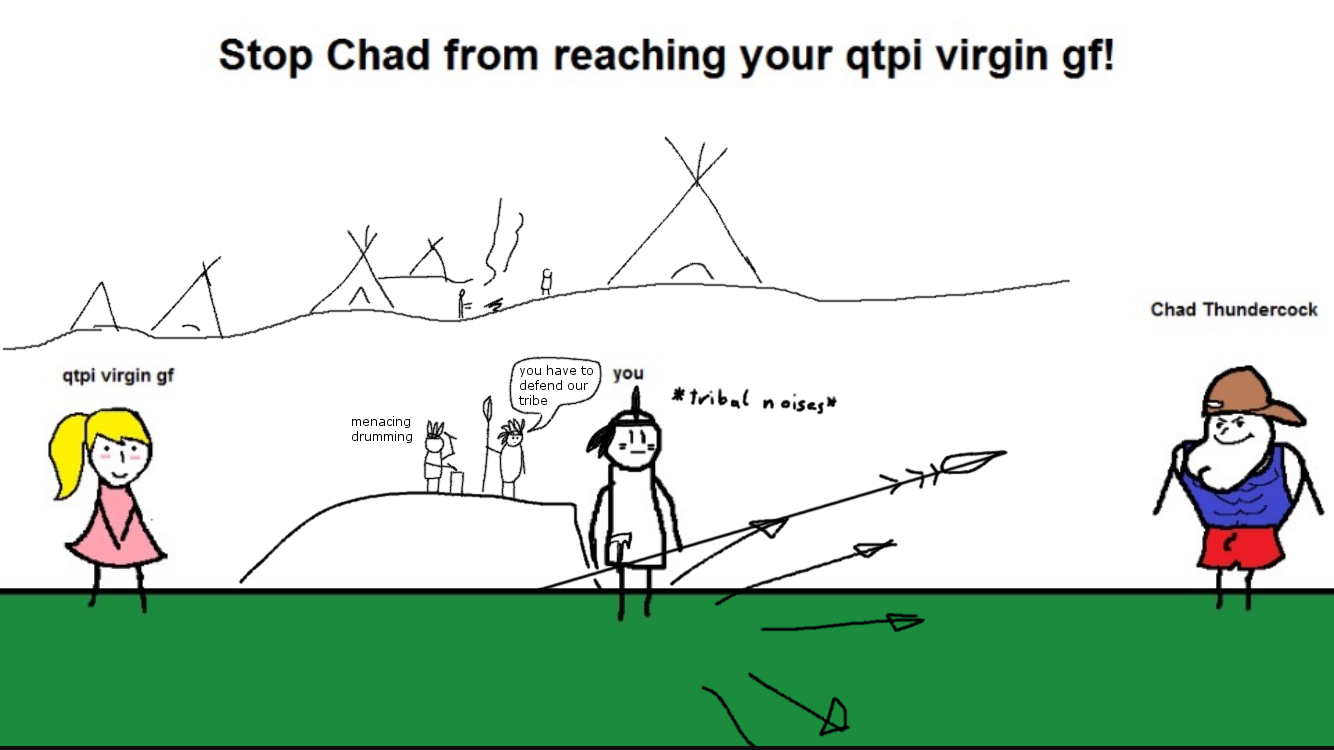 Stop Chad from reaching your qtpi virgin gf!
Chad Thundercock
qtpi virgin gf
you have to
defend our
tribe
you
*tribal noises*
menacing
drumming